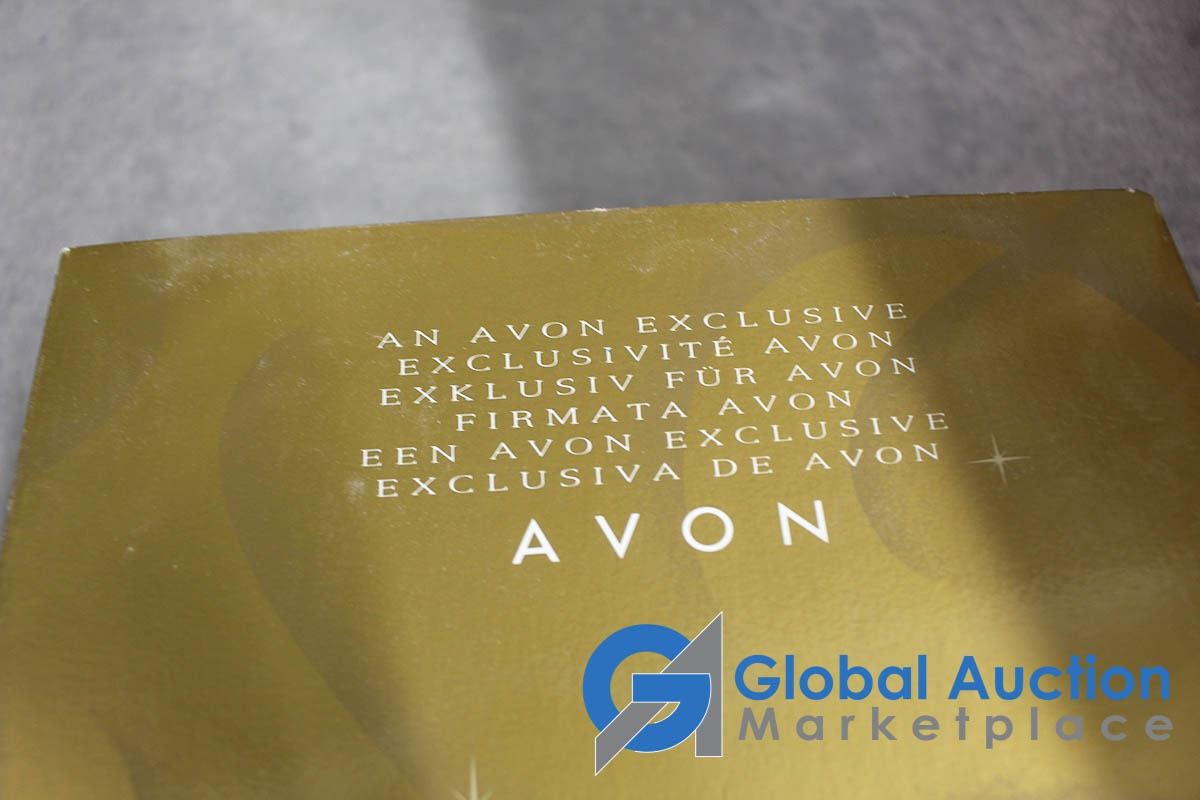 AN AVON EXCLUSIVE
EXCLUSIVITÉ AVON
EXKLUSIV FÜR AVON
FIRMATA AVON
EEN AVON EXCLUSIVE
EXCLUSIVA DE AVON
AVON
GA Global Auction
Marketplace